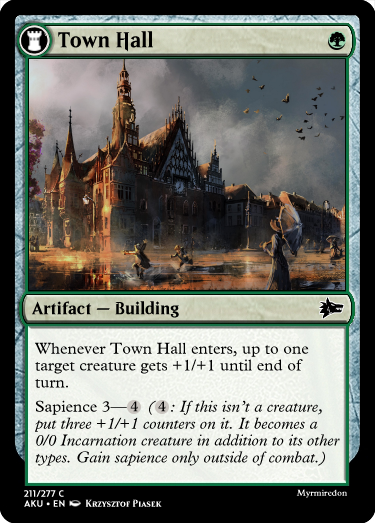 Town Hall
Artifact — Building
Whenever Town Hall enters, up to one
target creature gets +1/+1 until end of
turn.
Sapience 3—4 (4: If this isn't a creature,
put three +1/+1 counters on it. It becomes a
0/0 Incarnation creature in addition to its other
types. Gain sapience only outside of combat.)
211/277 C
Myrmiredon
AKU • EN Krzysztof Piasek